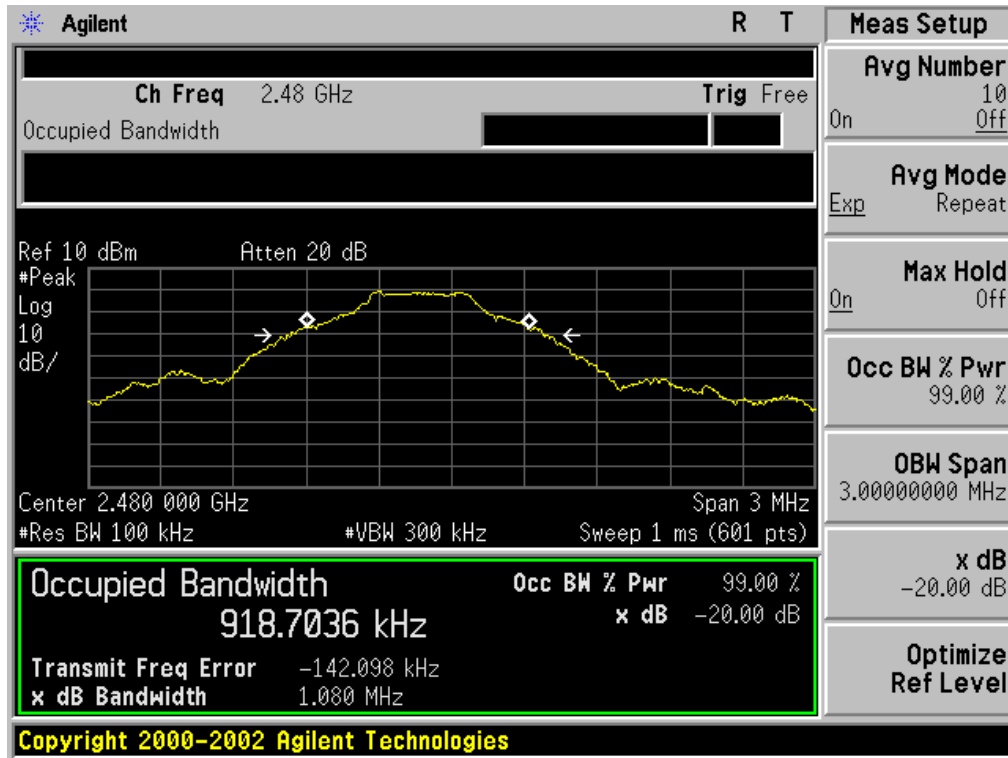 Agilent R T
Ch Freq 2.48 GHz Trig Free
Occupied Bandwidth
Ref 10 dBm Atten 20 dB
#Peak
Log
10
dB/
Center 2.480 000 GHz Span 3 MHz
#Res BW 100 kHz #VBW 300 kHz Sweep 1 ms (601 pts)
Occupied Bandwidth
918.7036 kHz
Occ BW % Pwr 99.00 %
x dB -20.00 dB
Transmit Freq Error -142.098 kHz
x dB Bandwidth 1.080 MHz
Copyright 2000-2002 Agilent Technologies
Meas Setup
Avg Number
10
On Off
Avg Mode
Exp Repeat
Max Hold
On Off
Occ BW % Pwr
99.00 %
OBW Span
3.00000000 MHz
x dB
-20.00 dB
Optimize
Ref Level